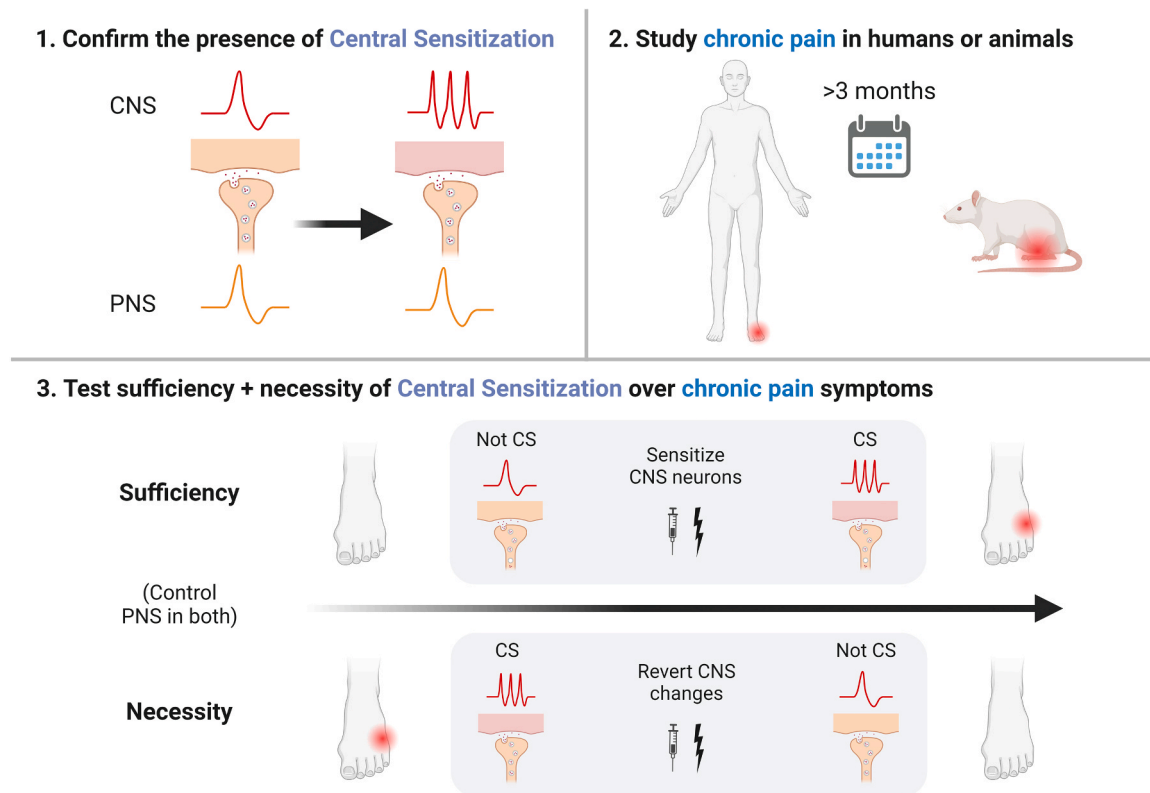 1. Confirm the presence of Central Sensitization
CNS
PNS
2. Study chronic pain in humans or animals
>3 months
3. Test sufficiency + necessity of Central Sensitization over chronic pain symptoms
Sufficiency
Not CS
Sensitize
CNS neurons
CS
(Control
PNS in both)
Necessity
CS
Revert CNS
changes
Not CS